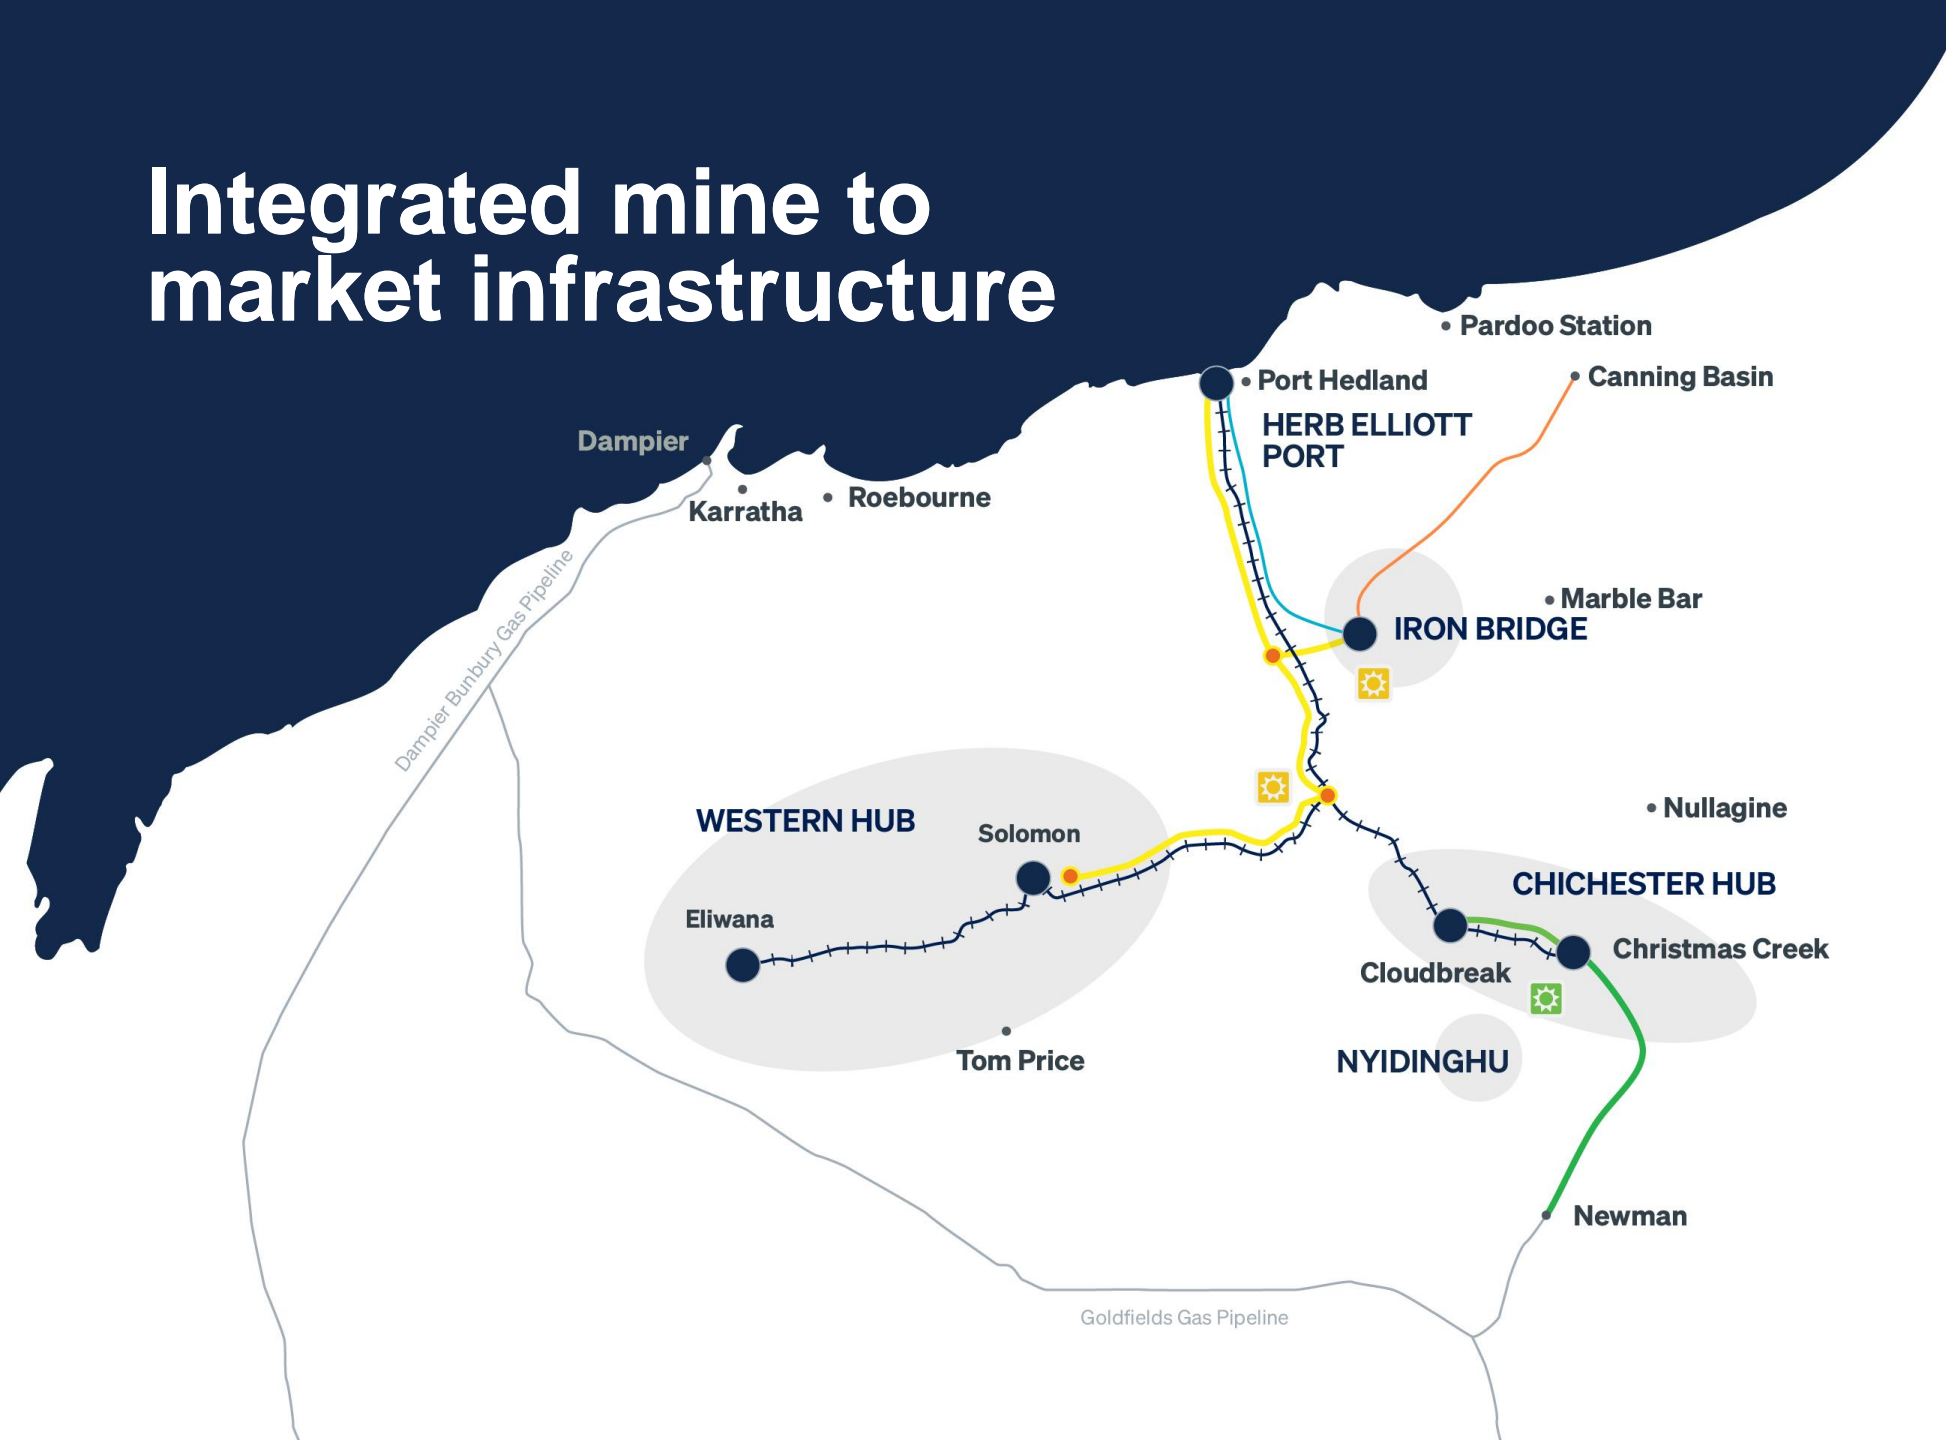 Integrated mine to
market infrastructure
Pardoo Station
Canning Basin
Port Hedland
HERB ELLIOTT
PORT
Dampier
Karratha
Roebourne
Dampier Bunbury Gas Pipeline
Marble Bar
IRON BRIDGE
Nullagine
WESTERN HUB
Solomon
Eliwana
CHICHESTER HUB
Christmas Creek
Cloudbreak
Tom Price
NYIDINGHU
Newman
Goldfields Gas Pipeline